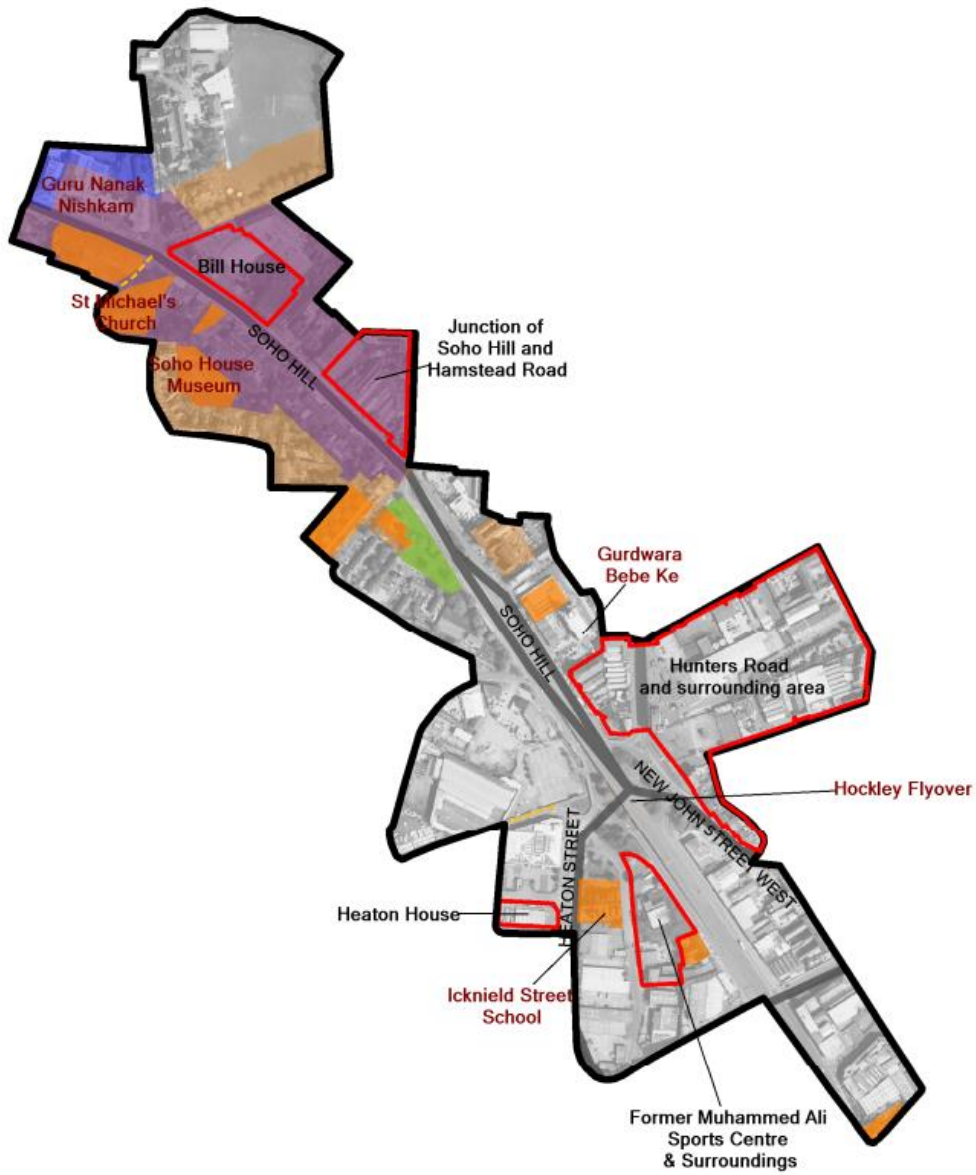 Guru Nanak
Nishkam
Bill House
St Michael's
Church
SOHO HILL
Junction of
Soho Hill and
Hamstead Road
Soho House
Museum
Gurdwara
Bebe Ke
SOHO HILL
Hunters Road
and surrounding area
NEW JOHN STREET WEST
Hockley Flyover
HEATON STREET
Heaton House
Icknield Street
School
Former Muhammed Ali
Sports Centre
& Surroundings